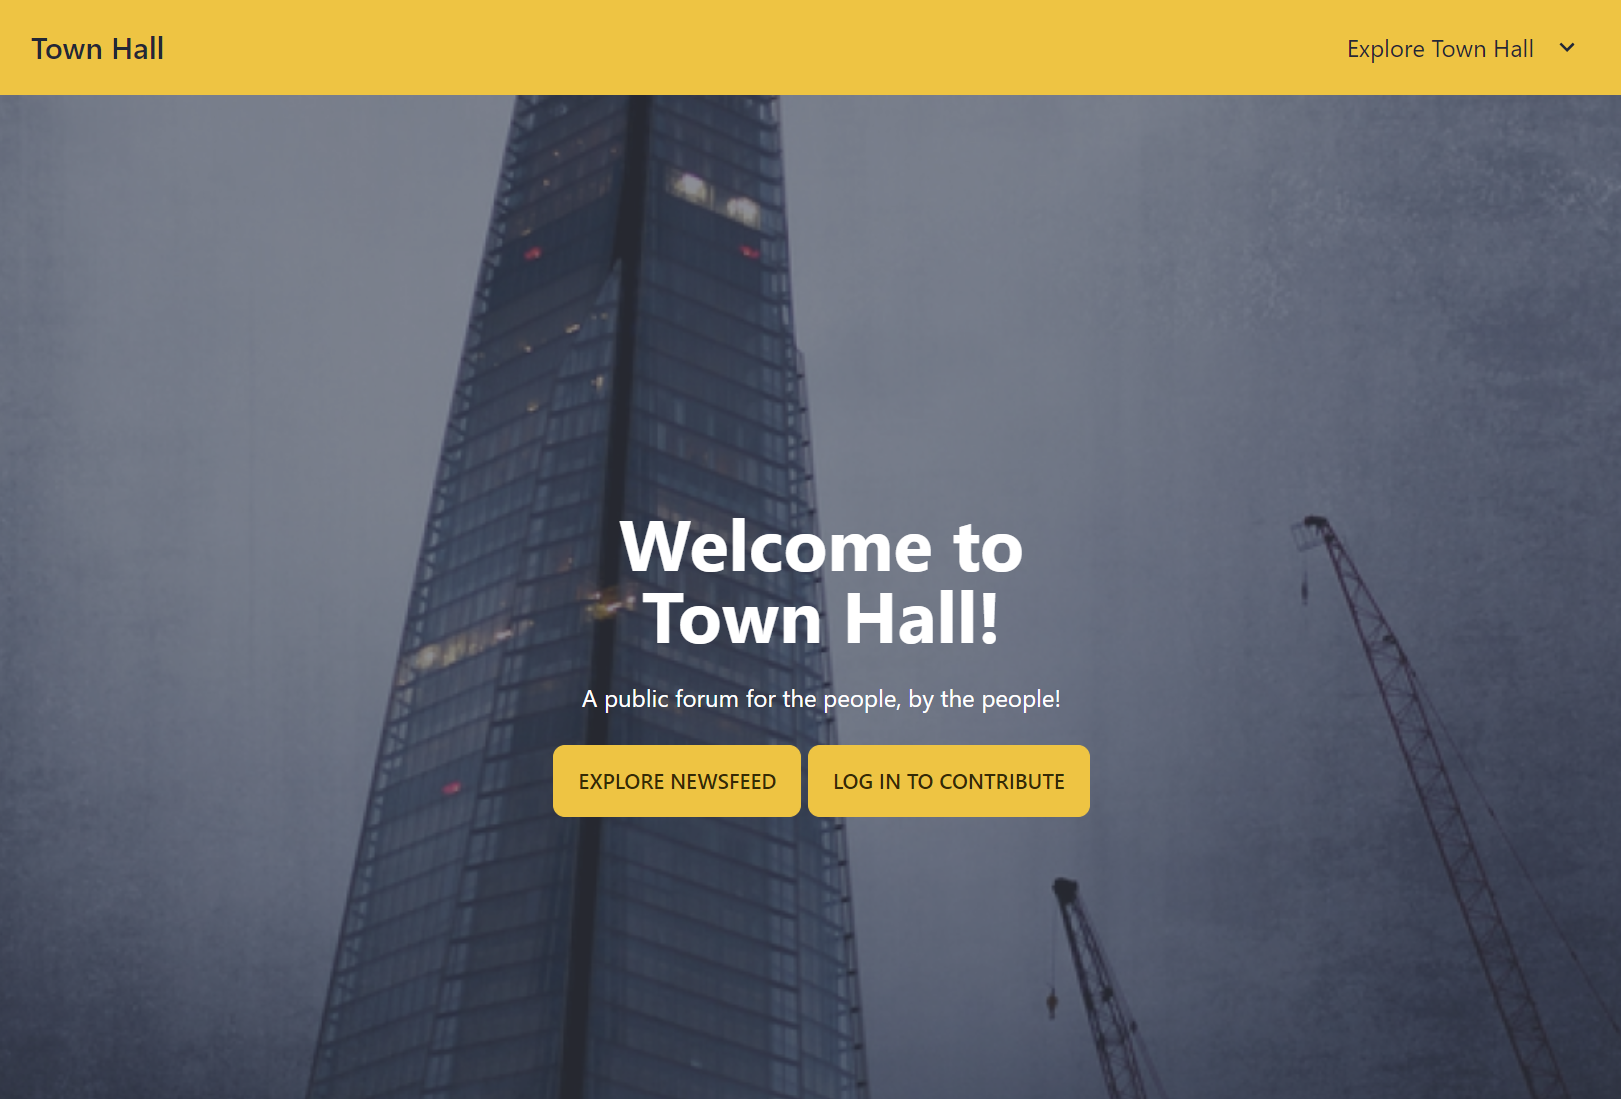 Town Hall
Explore Town Hall
Welcome to
Town Hall!
A public forum for the people, by the people!
EXPLORE NEWSFEED
LOG IN TO CONTRIBUTE